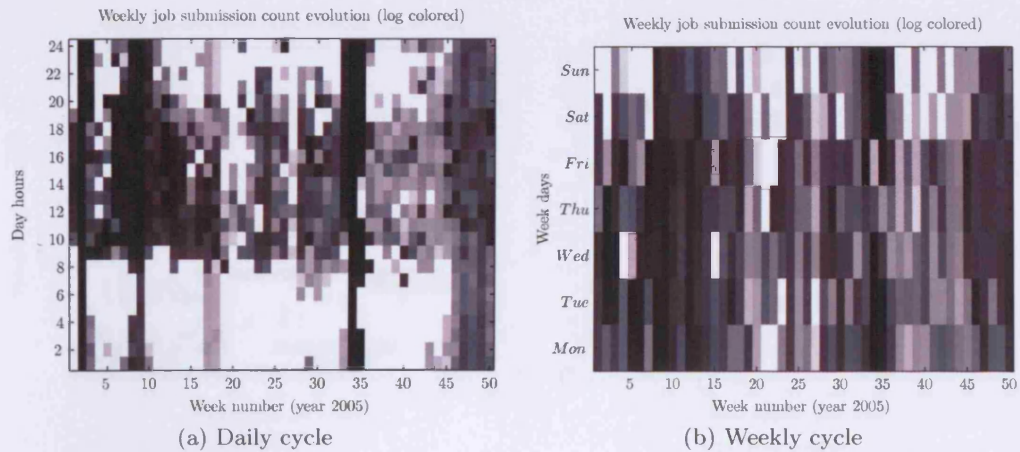 Weekly job submission count evolution (log colored)
24
22
20
18
16
14
12
10
8
6
4
2
Day hours
5 10 15 20 25 30 35 40 45 50
Week number (year 2005)
(a) Daily cycle
Weekly job submission count evolution (log colored)
Sun
Sat
Fri
Thu
Wed
Tue
Mon
Week days
5 10 15 20 25 30 35 40 45 50
Week number (year 2005)
(b) Weekly cycle